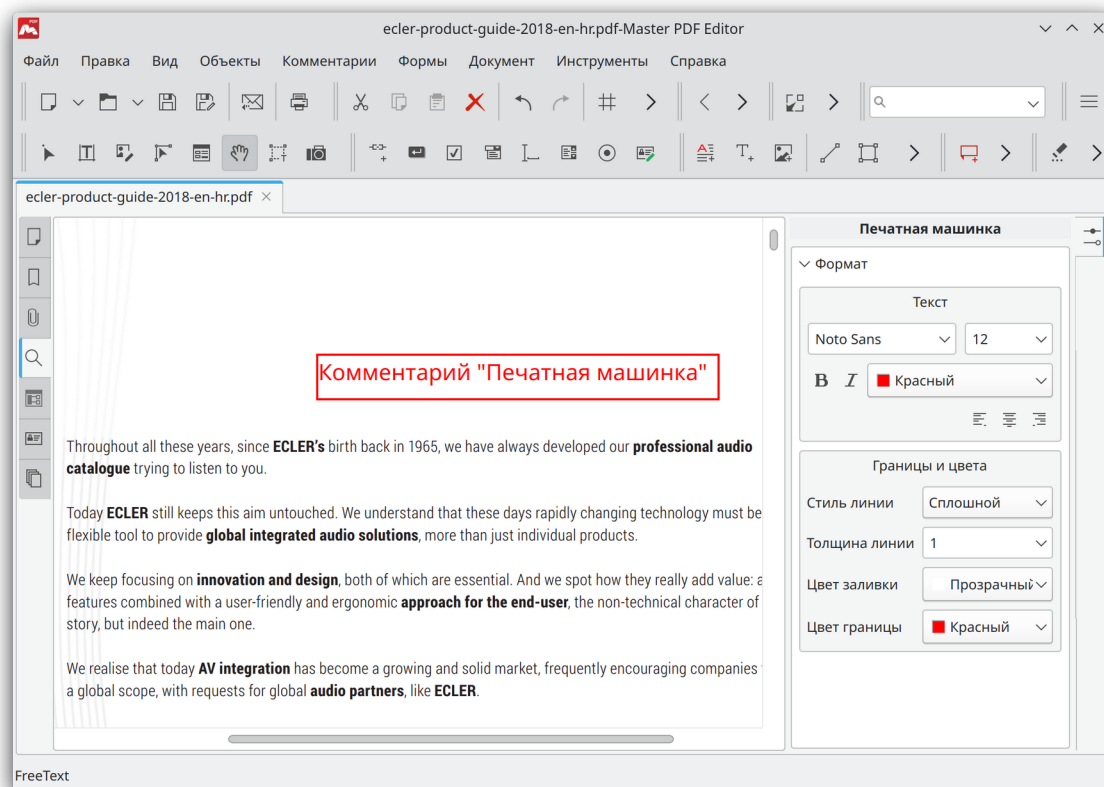 PDF
ecler-product-guide-2018-en-hr.pdf-Master PDF Editor
Файл Правка Вид Объекты Комментарии Формы Документ Инструменты Справка
ecler-product-guide-2018-en-hr.pdf
Печатная машинка
Формат
Текст
Noto Sans 12
B I Красный
Границы и цвета
Стиль линии Сплошной
Толщина линии 1
Цвет заливки Прозрачный
Цвет границы Красный
Комментарий "Печатная машинка"
Throughout all these years, since ECLER's birth back in 1965, we have always developed our professional audio
catalogue trying to listen to you.
Today ECLER still keeps this aim untouched. We understand that these days rapidly changing technology must be
flexible tool to provide global integrated audio solutions, more than just individual products.
We keep focusing on innovation and design, both of which are essential. And we spot how they really add value: a
features combined with a user-friendly and ergonomic approach for the end-user, the non-technical character of
story, but indeed the main one.
We realise that today AV integration has become a growing and solid market, frequently encouraging companies
a global scope, with requests for global audio partners, like ECLER.
FreeText